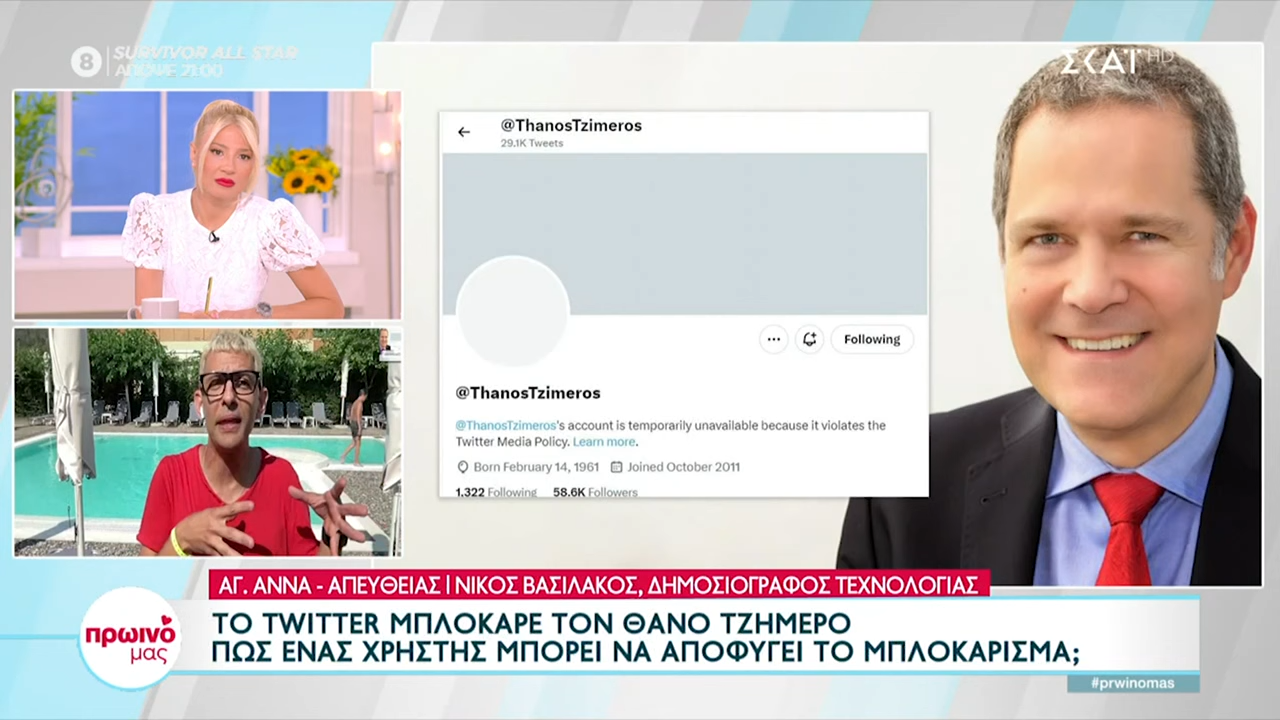 8
SURVIVOR ALL STAR
ΑΠΟΨΕ 21:00
ΣΚΑΪ HD
@ThanosTzimeros
29.1K Tweets
Following
@ThanosTzimeros
@ThanosTzimeros's account is temporarily unavailable because it violates the
Twitter Media Policy. Learn more.
Born February 14, 1961 Joined October 2011
1,322 Following 58.6K Followers
ΑΓ. ΑΝΝΑ - ΑΠΕΥΘΕΙΑΣ | ΝΙΚΟΣ ΒΑΣΙΛΑΚΟΣ, ΔΗΜΟΣΙΟΓΡΑΦΟΣ ΤΕΧΝΟΛΟΓΙΑΣ
πρωινό
μας
ΤΟ TWITTER ΜΠΛΟΚΑΡΕ ΤΟΝ ΘΑΝΟ ΤΖΗΜΕΡΟ
ΠΩΣ ΕΝΑΣ ΧΡΗΣΤΗΣ ΜΠΟΡΕΙ ΝΑ ΑΠΟΦΥΓΕΙ ΤΟ ΜΠΛΟΚΑΡΙΣΜΑ;
#prwinomas